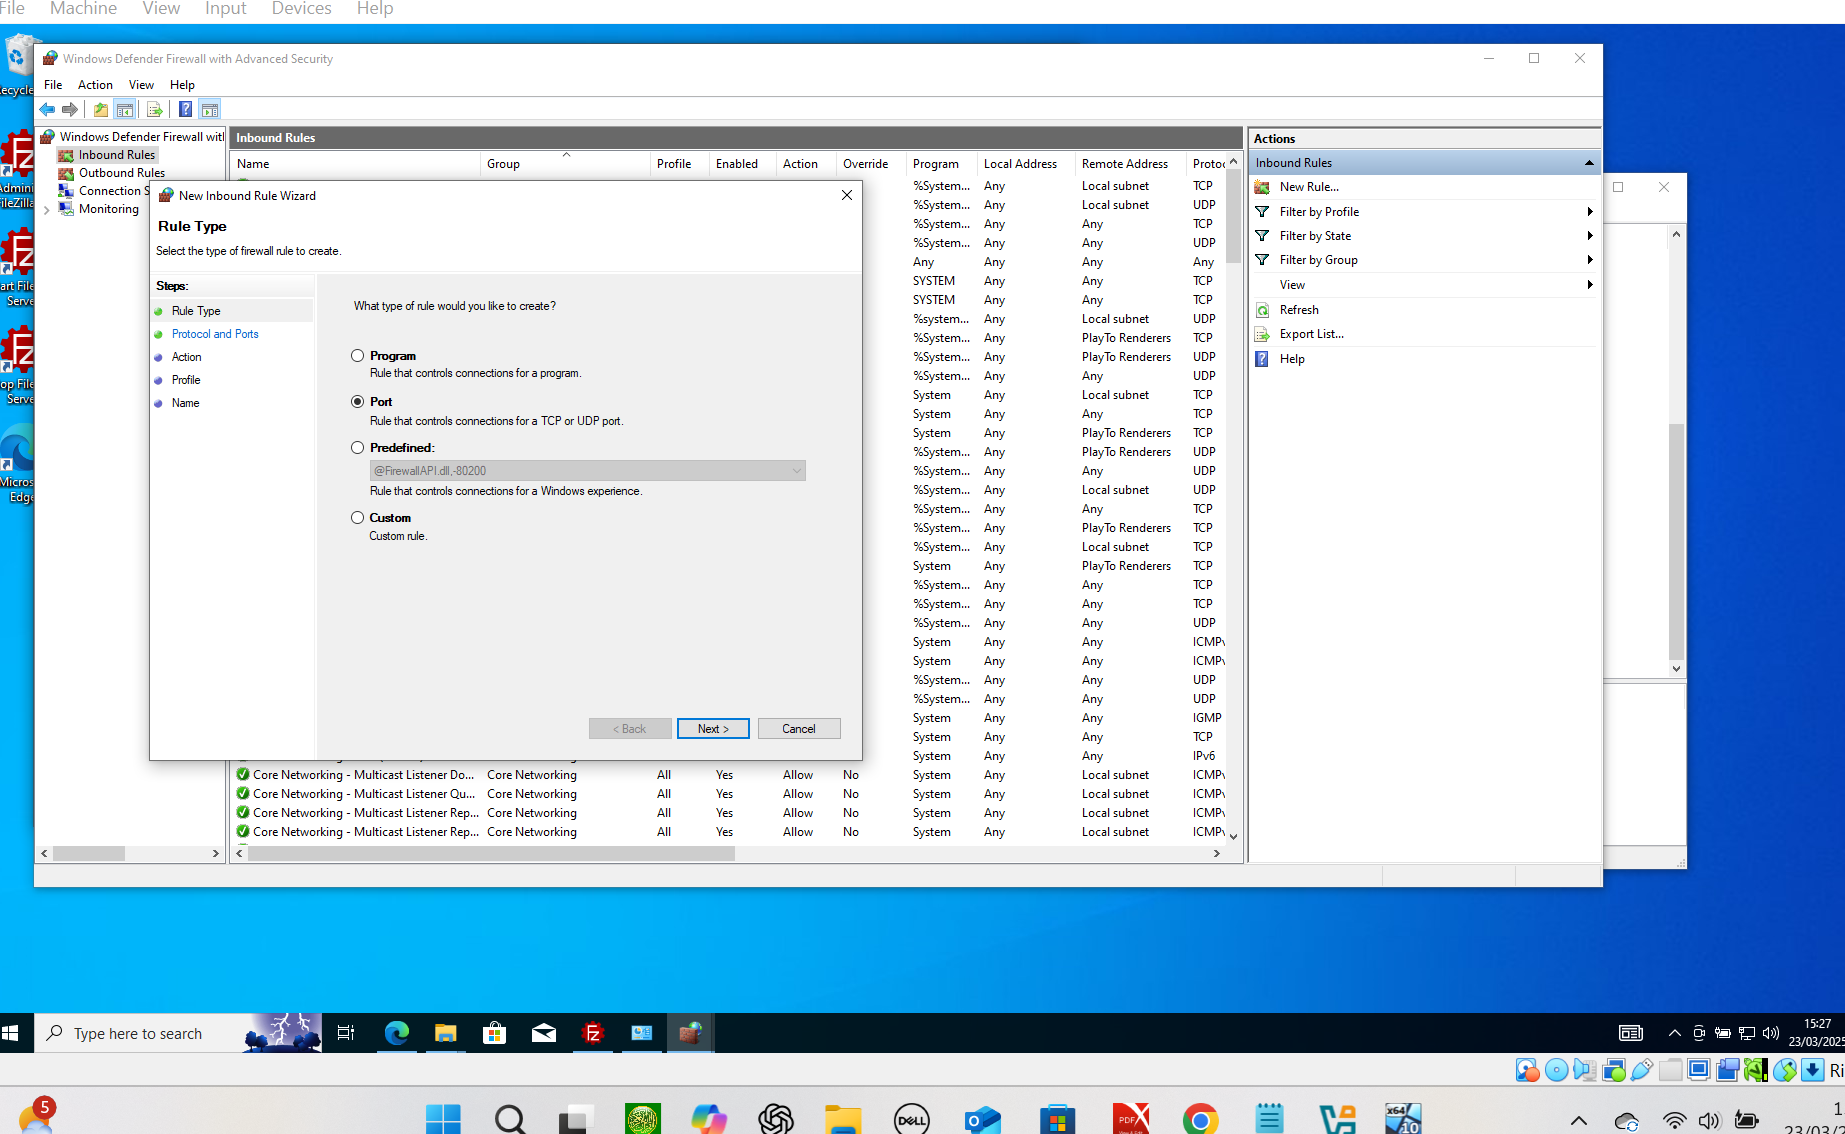 File Machine View Input Devices Help
Windows Defender Firewall with Advanced Security
File Action View Help
Windows Defender Firewall wit
Inbound Rules
Outbound Rules
Connection S
Monitoring
Inbound Rules
Name Group Profile Enabled Action Override Program Local Address Remote Address Protoc
%System... Any Local subnet TCP
%System... Any Local subnet UDP
%System... Any Any TCP
%System... Any Any UDP
Any Any Any Any
SYSTEM Any Any TCP
SYSTEM Any Any TCP
%system... Any Local subnet UDP
%System... Any PlayTo Renderers TCP
%System... Any PlayTo Renderers UDP
%System... Any Any UDP
System Any Local subnet TCP
System Any Any TCP
System Any PlayTo Renderers TCP
%System... Any PlayTo Renderers UDP
%System... Any Any UDP
%System... Any Local subnet UDP
%System... Any Any TCP
%System... Any PlayTo Renderers TCP
%System... Any Local subnet TCP
System Any PlayTo Renderers TCP
%System... Any Any TCP
%System... Any Any TCP
%System... Any Any UDP
System Any Any ICMPv
System Any Any ICMPv
%System... Any Any UDP
%System... Any Any UDP
System Any Any IGMP
System Any Any TCP
System Any Any IPv6
Core Networking - Multicast Listener Do... Core Networking All Yes Allow No System Any Local subnet ICMPv
Core Networking - Multicast Listener Qu... Core Networking All Yes Allow No System Any Local subnet ICMPv
Core Networking - Multicast Listener Rep... Core Networking All Yes Allow No System Any Local subnet ICMPv
Core Networking - Multicast Listener Rep... Core Networking All Yes Allow No System Any Local subnet ICMPv
New Inbound Rule Wizard
Rule Type
Select the type of firewall rule to create.
Steps:
Rule Type
Protocol and Ports
Action
Profile
Name
What type of rule would you like to create?
Program
Rule that controls connections for a program.
Port
Rule that controls connections for a TCP or UDP port.
Predefined:
@FirewallAPI.dll,-80200
Rule that controls connections for a Windows experience.
Custom
Custom rule.
< Back Next > Cancel
Actions
Inbound Rules
New Rule...
Filter by Profile
Filter by State
Filter by Group
View
Refresh
Export List...
Help
ecycle
Admini
FileZilla
art File
Serve
op File
Serve
Micros
Edge
Type here to search
15:27
23/03/2025
Ri
5
DELL
PDF
x64
10
1
23/03/2